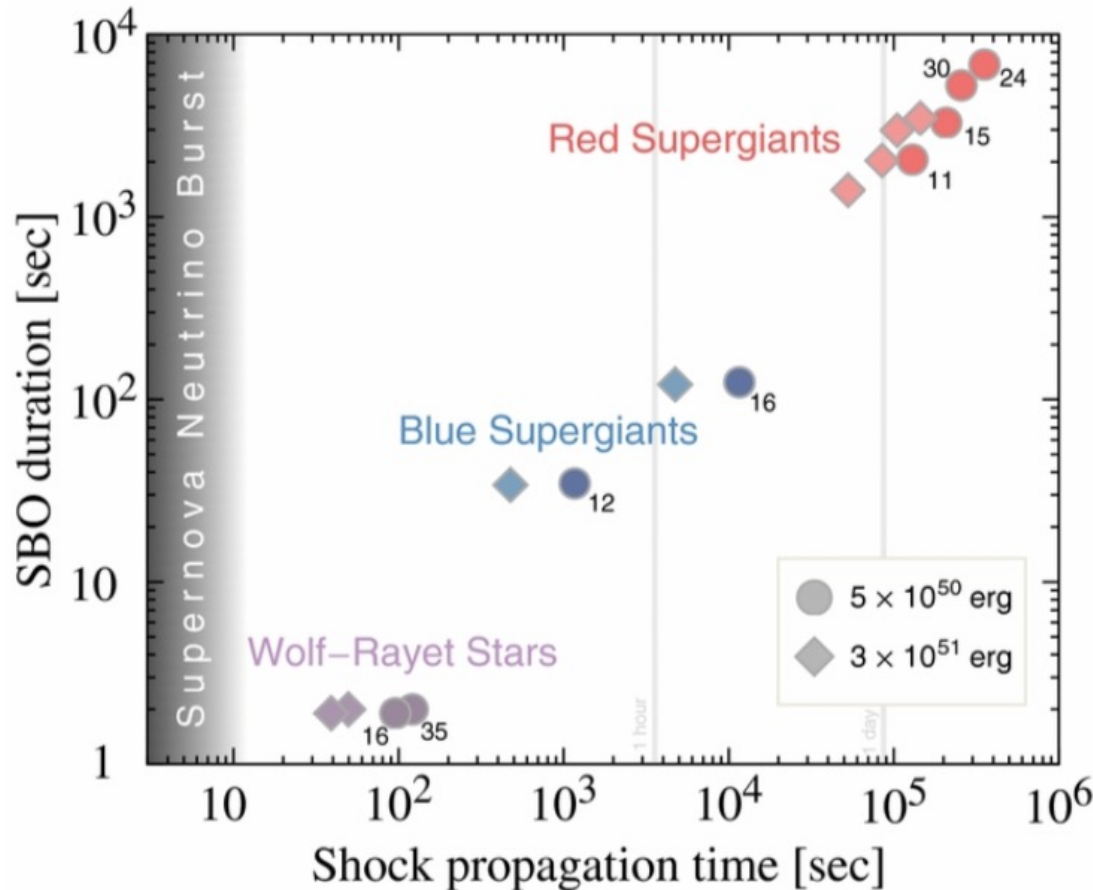 10⁴
10³
10²
10
1
SBO duration [sec]
Supernova Neutrino Burst
Red Supergiants
30
24
15
11
Blue Supergiants
16
12
Wolf–Rayet Stars
16
35
1 hour
1 day
5 × 10⁵⁰ erg
3 × 10⁵¹ erg
10
10²
10³
10⁴
10⁵
10⁶
Shock propagation time [sec]